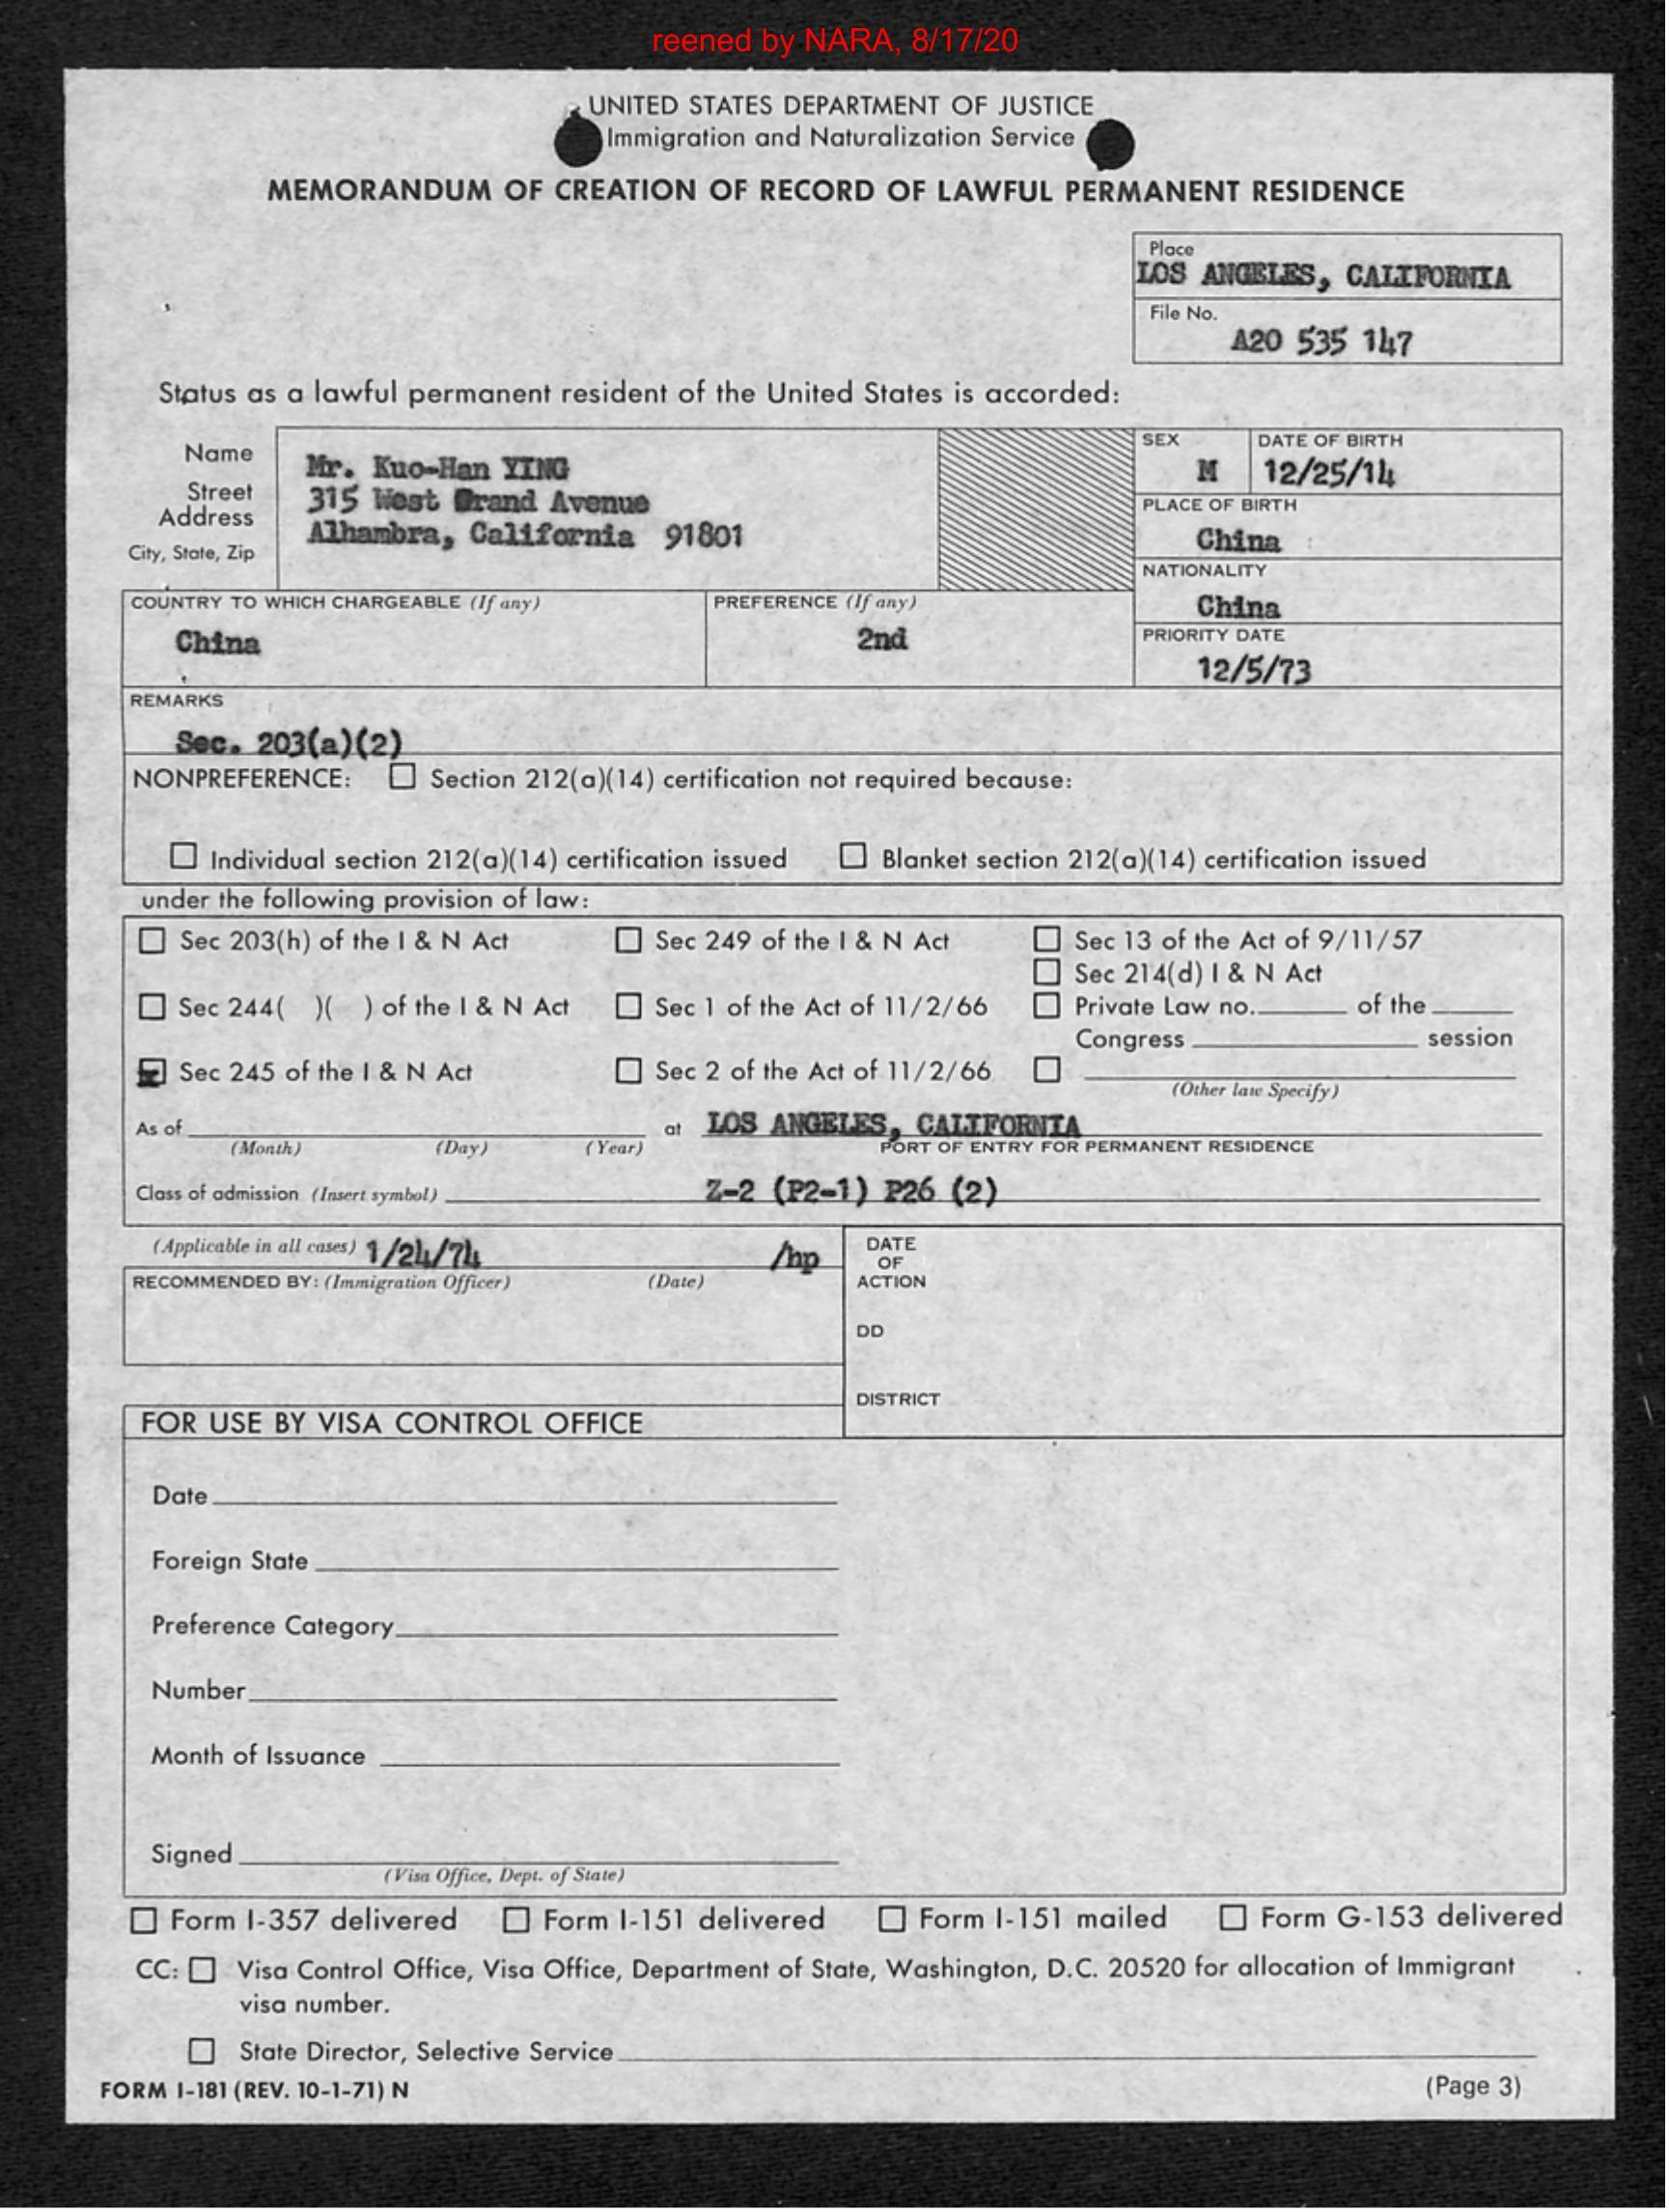 reened by NARA, 8/17/20
UNITED STATES DEPARTMENT OF JUSTICE
Immigration and Naturalization Service
MEMORANDUM OF CREATION OF RECORD OF LAWFUL PERMANENT RESIDENCE
Place
LOS ANGELES, CALIFORNIA
File No.
A20 535 147
Status as a lawful permanent resident of the United States is accorded:
Name
Street Address
City, State, Zip
Mr. Kuo-Han YING
315 West Grand Avenue
Alhambra, California 91801
SEX
M
DATE OF BIRTH
12/25/14
PLACE OF BIRTH
China
NATIONALITY
China
COUNTRY TO WHICH CHARGEABLE (If any)
China
PREFERENCE (If any)
2nd
PRIORITY DATE
12/5/73
REMARKS
Sec. 203(a)(2)
NONPREFERENCE: ☐ Section 212(a)(14) certification not required because:
☐ Individual section 212(a)(14) certification issued ☐ Blanket section 212(a)(14) certification issued
under the following provision of law:
☐ Sec 203(h) of the I & N Act ☐ Sec 249 of the I & N Act ☐ Sec 13 of the Act of 9/11/57
☐ Sec 214(d) I & N Act
☐ Sec 244( )( ) of the I & N Act ☐ Sec 1 of the Act of 11/2/66 ☐ Private Law no. of the
Congress session
☒ Sec 245 of the I & N Act ☐ Sec 2 of the Act of 11/2/66 ☐
(Other law Specify)
As of at LOS ANGELES, CALIFORNIA
(Month) (Day) (Year) PORT OF ENTRY FOR PERMANENT RESIDENCE
Class of admission (Insert symbol) Z-2 (P2-1) P26 (2)
(Applicable in all cases) 1/24/74 /hp
RECOMMENDED BY: (Immigration Officer) (Date)
DATE
OF
ACTION
DD
DISTRICT
FOR USE BY VISA CONTROL OFFICE
Date
Foreign State
Preference Category
Number
Month of Issuance
Signed
(Visa Office, Dept. of State)
☐ Form I-357 delivered ☐ Form I-151 delivered ☐ Form I-151 mailed ☐ Form G-153 delivered
CC: ☐ Visa Control Office, Visa Office, Department of State, Washington, D.C. 20520 for allocation of Immigrant
visa number.
☐ State Director, Selective Service
FORM I-181 (REV. 10-1-71) N
(Page 3)